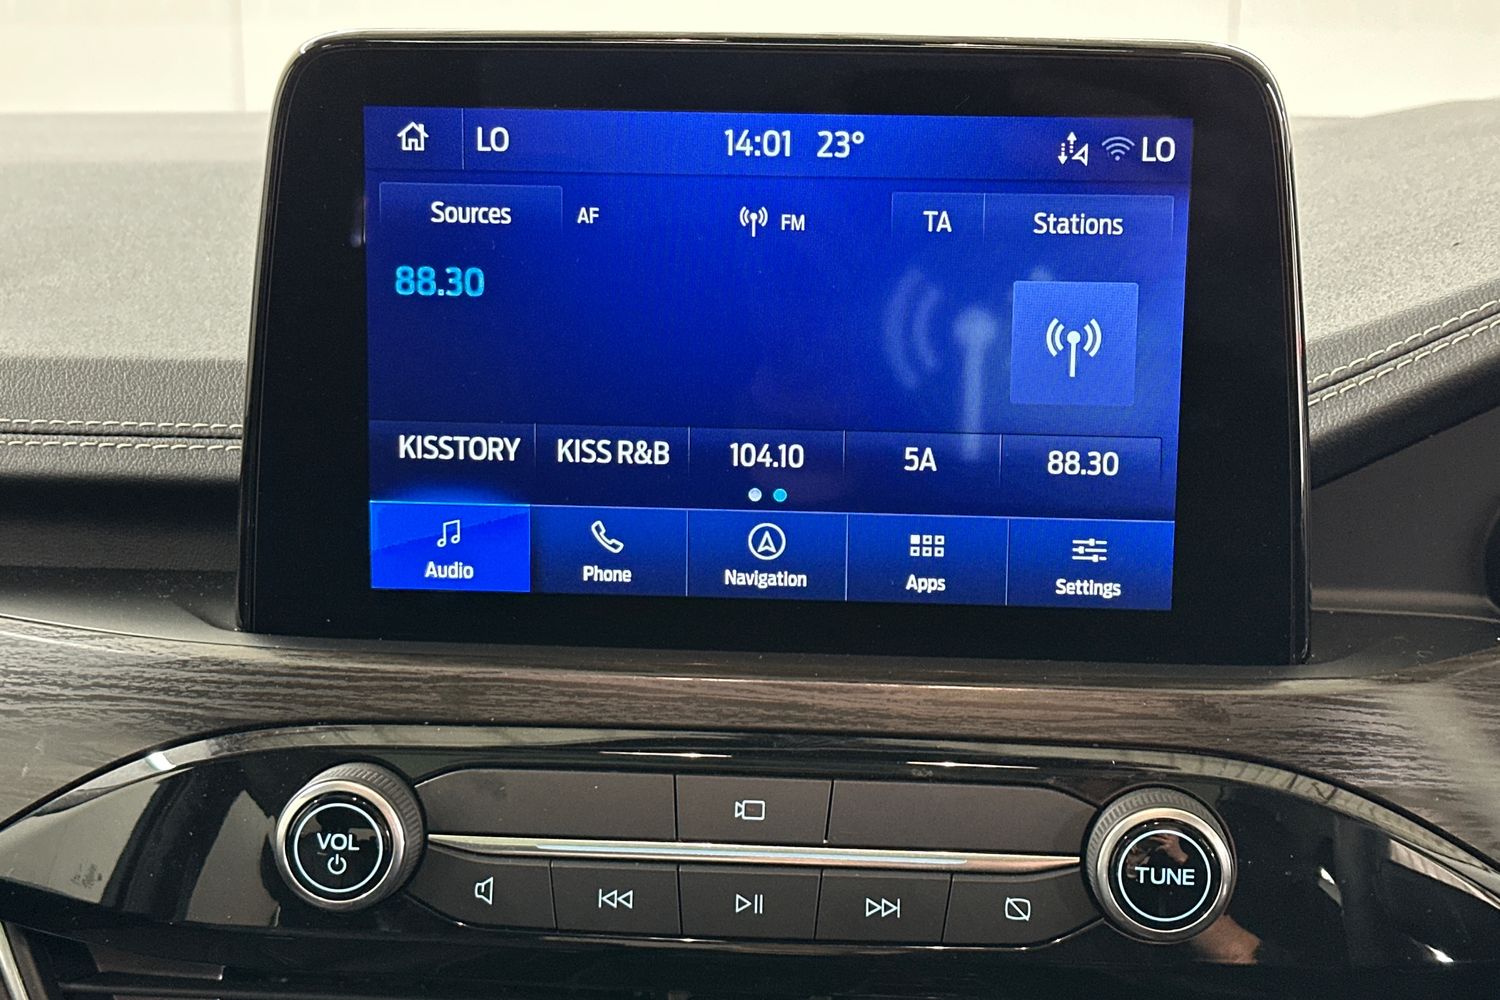 LO 14:01 23° LO
Sources AF FM TA Stations
88.30
KISSTORY KISS R&B 104.10 5A 88.30
Audio Phone Navigation Apps Settings
VOL
TUNE